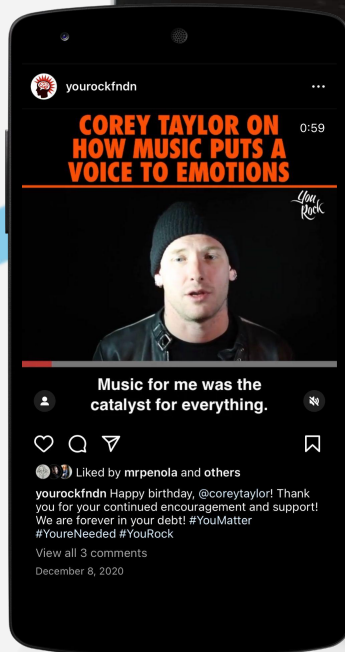 yourockfndn
COREY TAYLOR ON
HOW MUSIC PUTS A
VOICE TO EMOTIONS
0:59
You
Rock
Music for me was the
catalyst for everything.
Liked by mrpenola and others
yourockfndn Happy birthday, @coreytaylor! Thank
you for your continued encouragement and support!
We are forever in your debt! #YouMatter
#YoureNeeded #YouRock
View all 3 comments
December 8, 2020